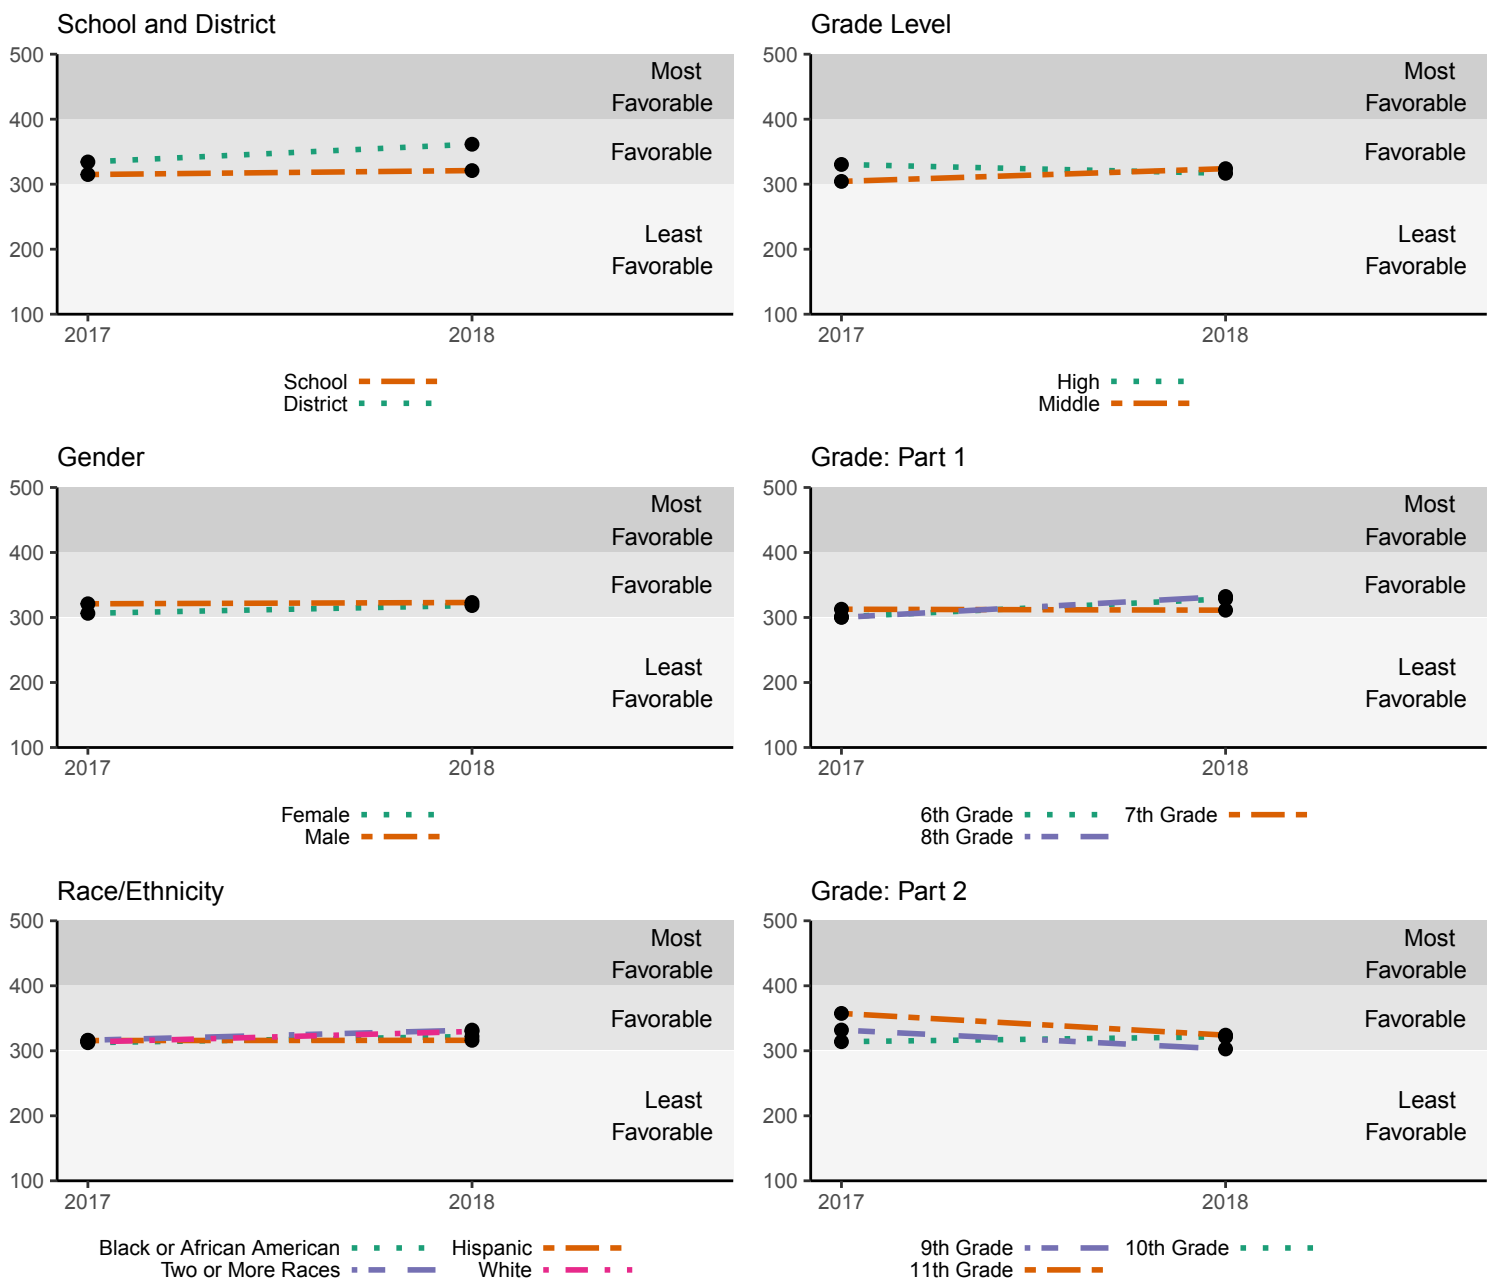 School and District
500
400
300
200
100
Most
Favorable
Favorable
Least
Favorable
2017 2018
School
District
Grade Level
500
400
300
200
100
Most
Favorable
Favorable
Least
Favorable
2017 2018
High
Middle
Gender
500
400
300
200
100
Most
Favorable
Favorable
Least
Favorable
2017 2018
Female
Male
Grade: Part 1
500
400
300
200
100
Most
Favorable
Favorable
Least
Favorable
2017 2018
6th Grade 7th Grade
8th Grade
Race/Ethnicity
500
400
300
200
100
Most
Favorable
Favorable
Least
Favorable
2017 2018
Black or African American Hispanic
Two or More Races White
Grade: Part 2
500
400
300
200
100
Most
Favorable
Favorable
Least
Favorable
2017 2018
9th Grade 10th Grade
11th Grade